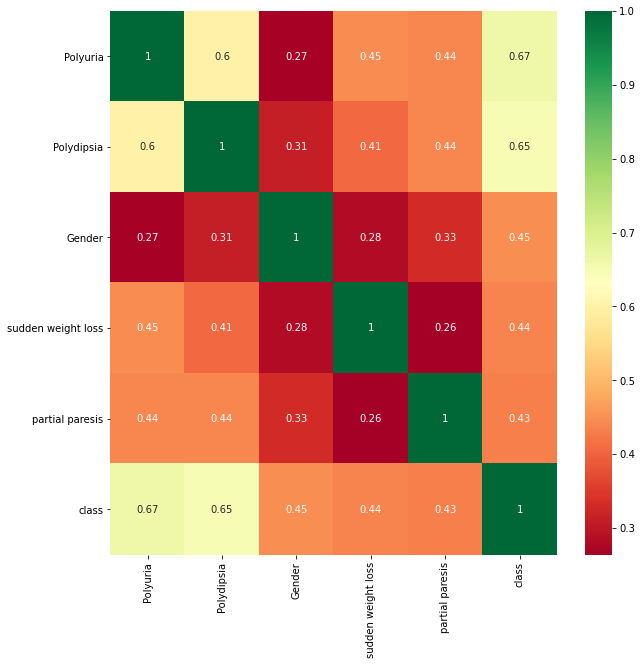 Polyuria 1 0.6 0.27 0.45 0.44 0.67
Polydipsia 0.6 1 0.31 0.41 0.44 0.65
Gender 0.27 0.31 1 0.28 0.33 0.45
sudden weight loss 0.45 0.41 0.28 1 0.26 0.44
partial paresis 0.44 0.44 0.33 0.26 1 0.43
class 0.67 0.65 0.45 0.44 0.43 1
Polyuria
Polydipsia
Gender
sudden weight loss
partial paresis
class
1.0
0.9
0.8
0.7
0.6
0.5
0.4
0.3